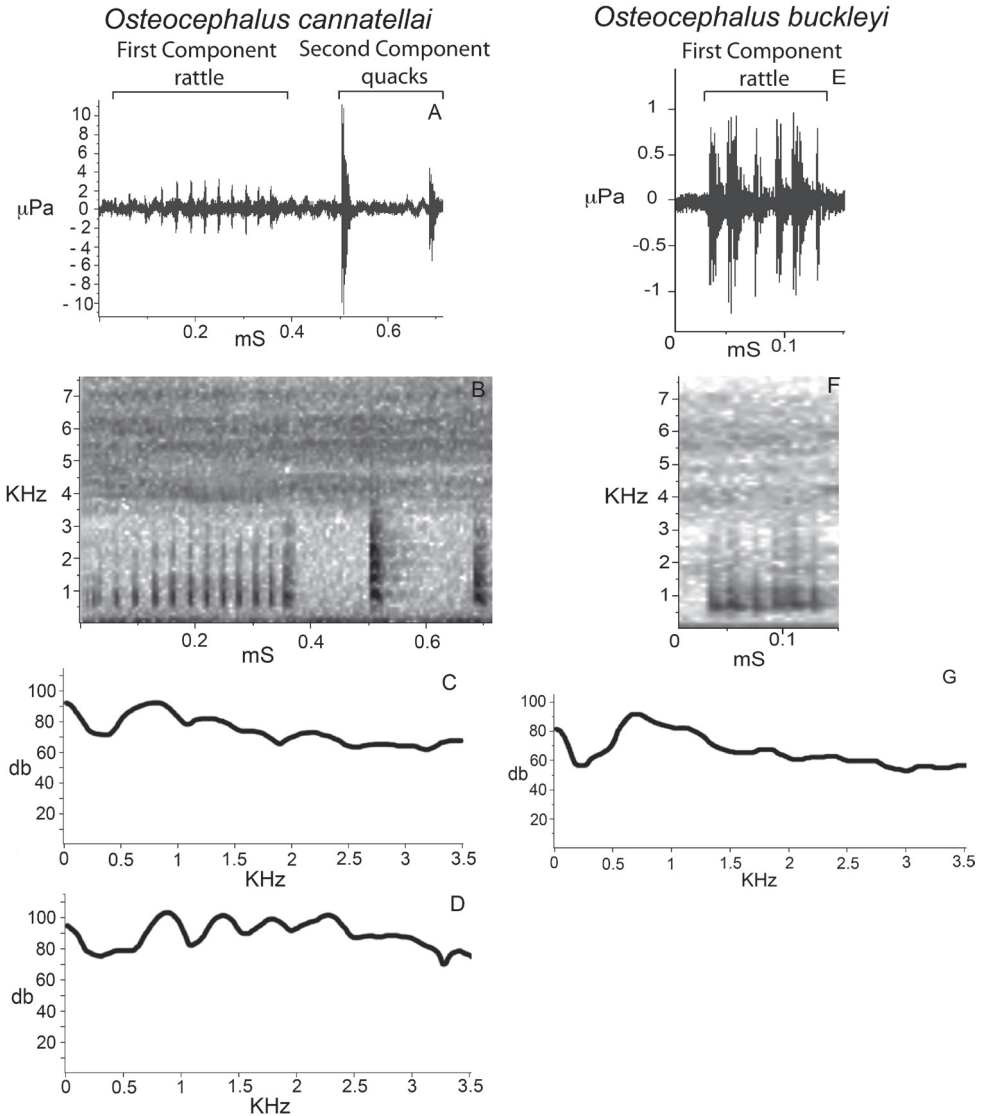 Osteocephalus cannatellai
First Component
rattle
Second Component
quacks
A
10
8
6
4
2
0
- 2
- 4
- 6
- 8
- 10
μPa
0.2
0.4
0.6
mS
Osteocephalus buckleyi
First Component
rattle
E
1
0.5
0
-0.5
-1
μPa
0
0.1
mS
B
7
6
5
4
3
2
1
KHz
0.2
0.4
0.6
mS
F
7
6
5
4
3
2
1
KHz
0
0.1
mS
C
100
80
60
40
20
db
0
0.5
1
1.5
2
2.5
3
3.5
KHz
G
100
80
60
40
20
db
0
0.5
1
1.5
2
2.5
3
3.5
KHz
D
100
80
60
40
20
db
0
0.5
1
1.5
2
2.5
3
3.5
KHz